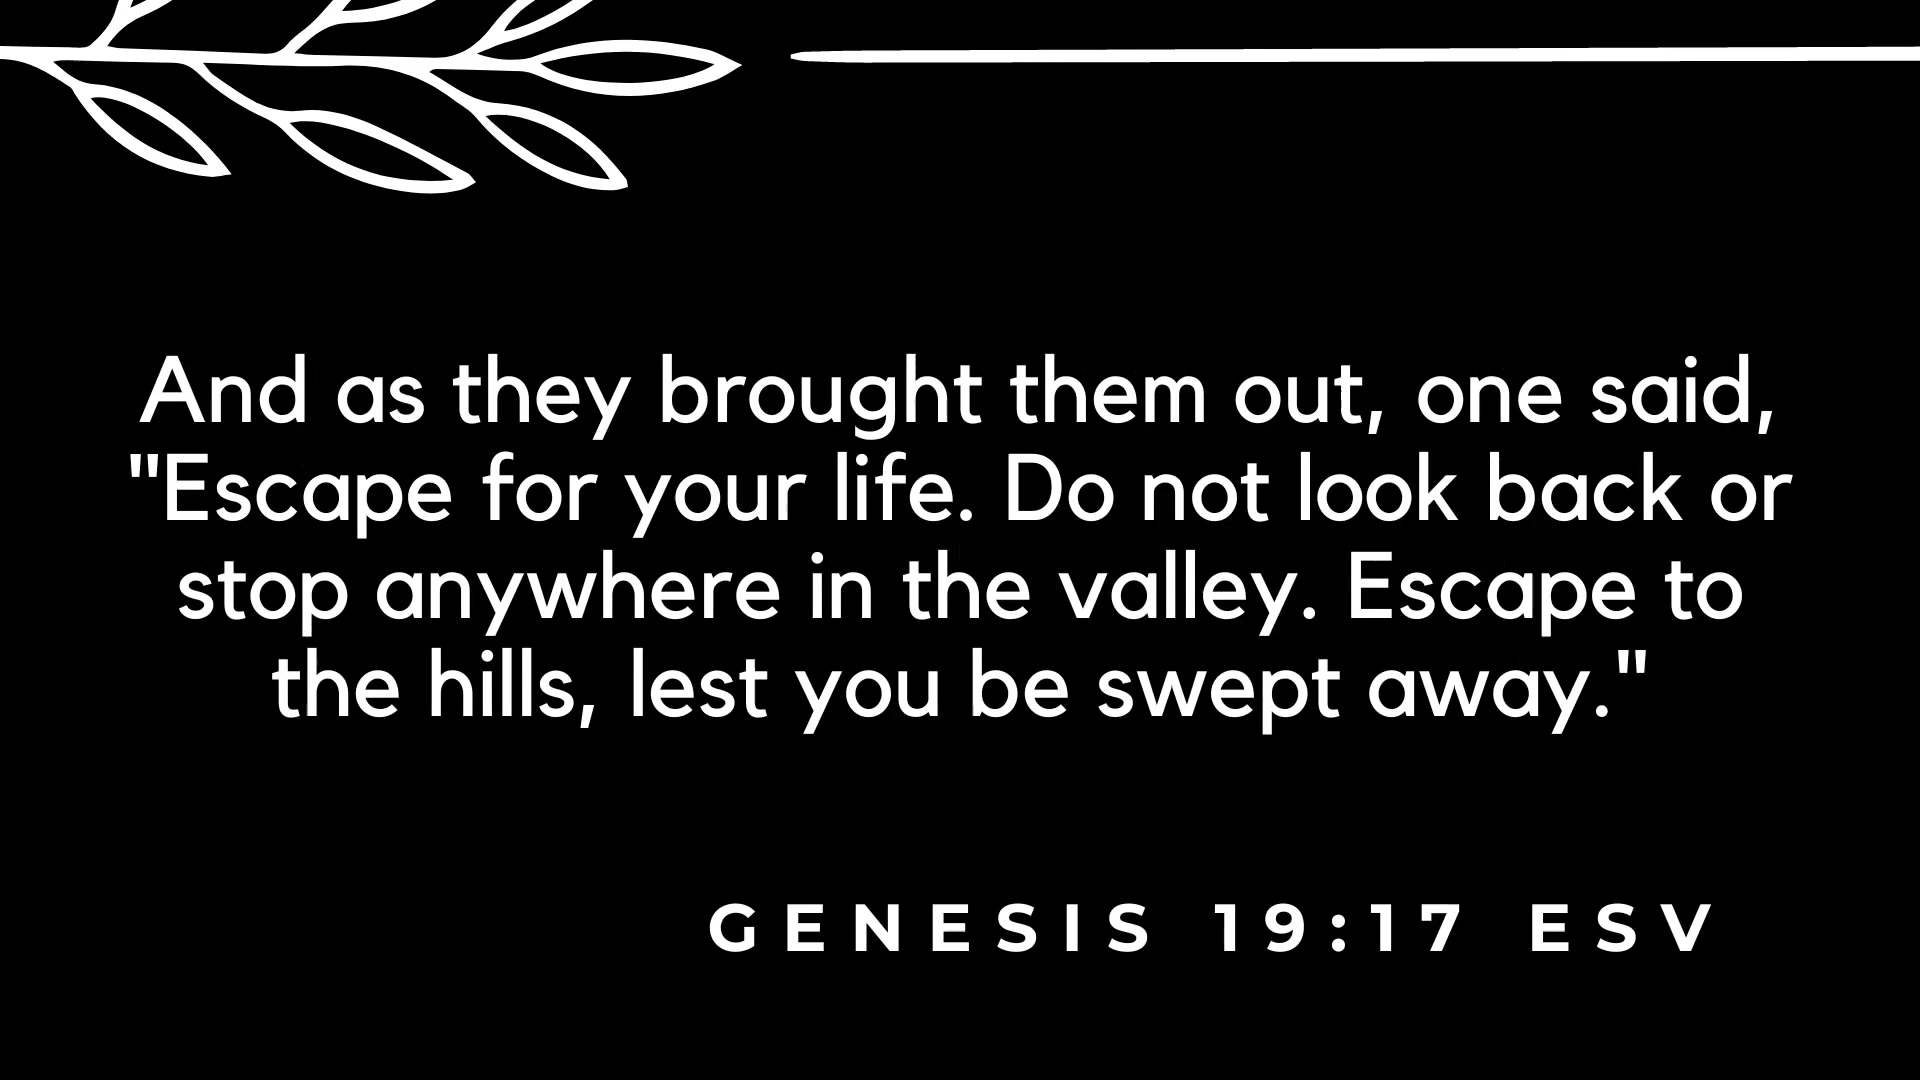 And as they brought them out, one said,
"Escape for your life. Do not look back or
stop anywhere in the valley. Escape to
the hills, lest you be swept away."
GENESIS 19:17 ESV